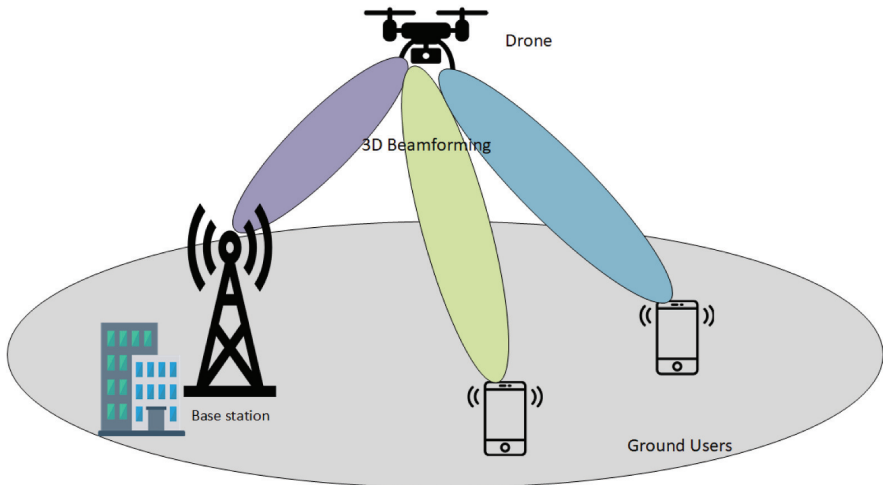 Drone
3D Beamforming
Base station
Ground Users